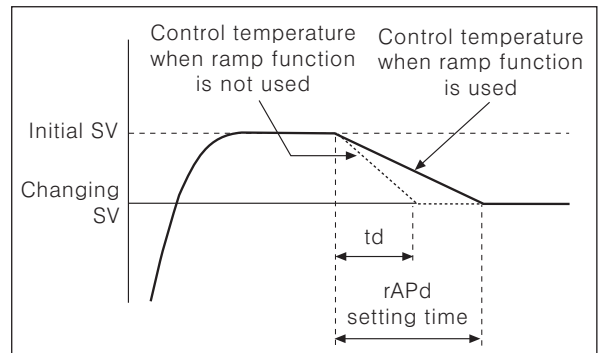 Control temperature
when ramp function
is not used
Control temperature
when ramp function
is used
Initial SV
Changing
SV
td
rAPd
setting time